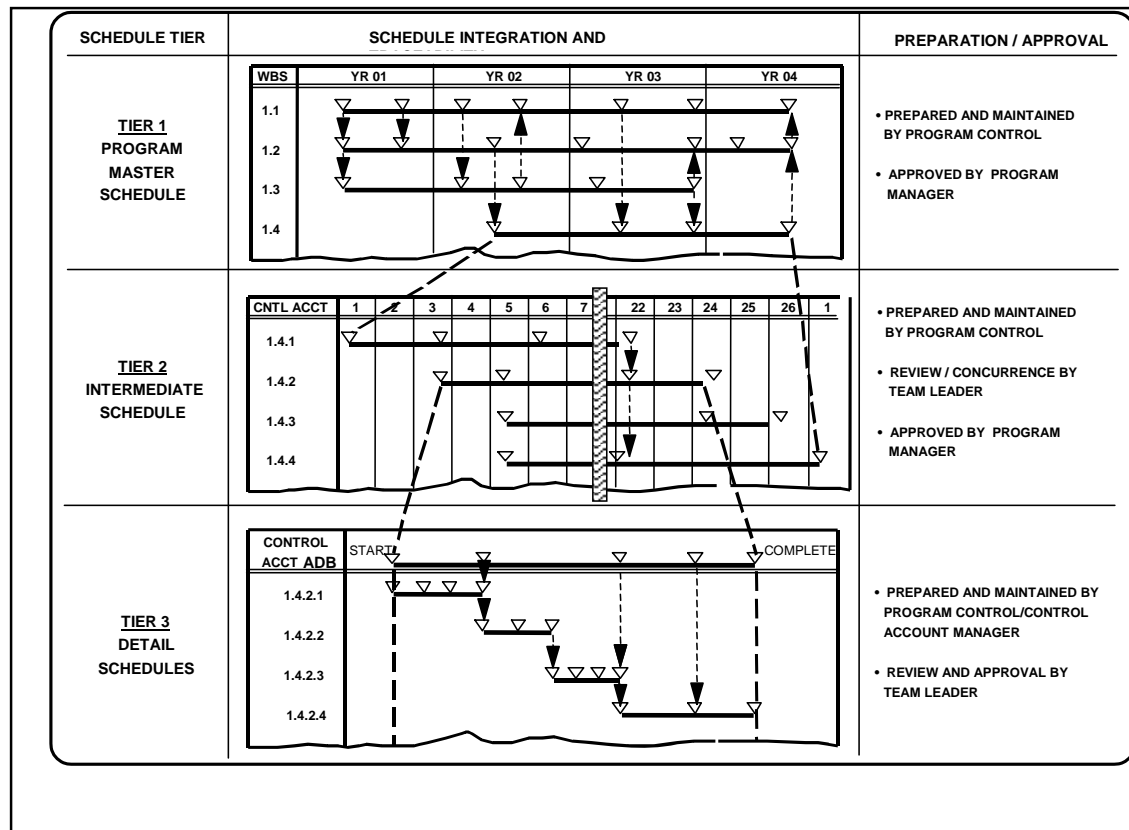 SCHEDULE TIER
SCHEDULE INTEGRATION AND
PREPARATION / APPROVAL
TIER 1
PROGRAM
MASTER
SCHEDULE
WBS YR 01 YR 02 YR 03 YR 04
1.1
1.2
1.3
1.4
• PREPARED AND MAINTAINED
BY PROGRAM CONTROL
• APPROVED BY PROGRAM
MANAGER
TIER 2
INTERMEDIATE
SCHEDULE
CNTL ACCT 1 2 3 4 5 6 7 22 23 24 25 26 1
1.4.1
1.4.2
1.4.3
1.4.4
• PREPARED AND MAINTAINED
BY PROGRAM CONTROL
• REVIEW / CONCURRENCE BY
TEAM LEADER
• APPROVED BY PROGRAM
MANAGER
TIER 3
DETAIL
SCHEDULES
CONTROL
ACCT ADB
START COMPLETE
1.4.2.1
1.4.2.2
1.4.2.3
1.4.2.4
• PREPARED AND MAINTAINED BY
PROGRAM CONTROL/CONTROL
ACCOUNT MANAGER
• REVIEW AND APPROVAL BY
TEAM LEADER